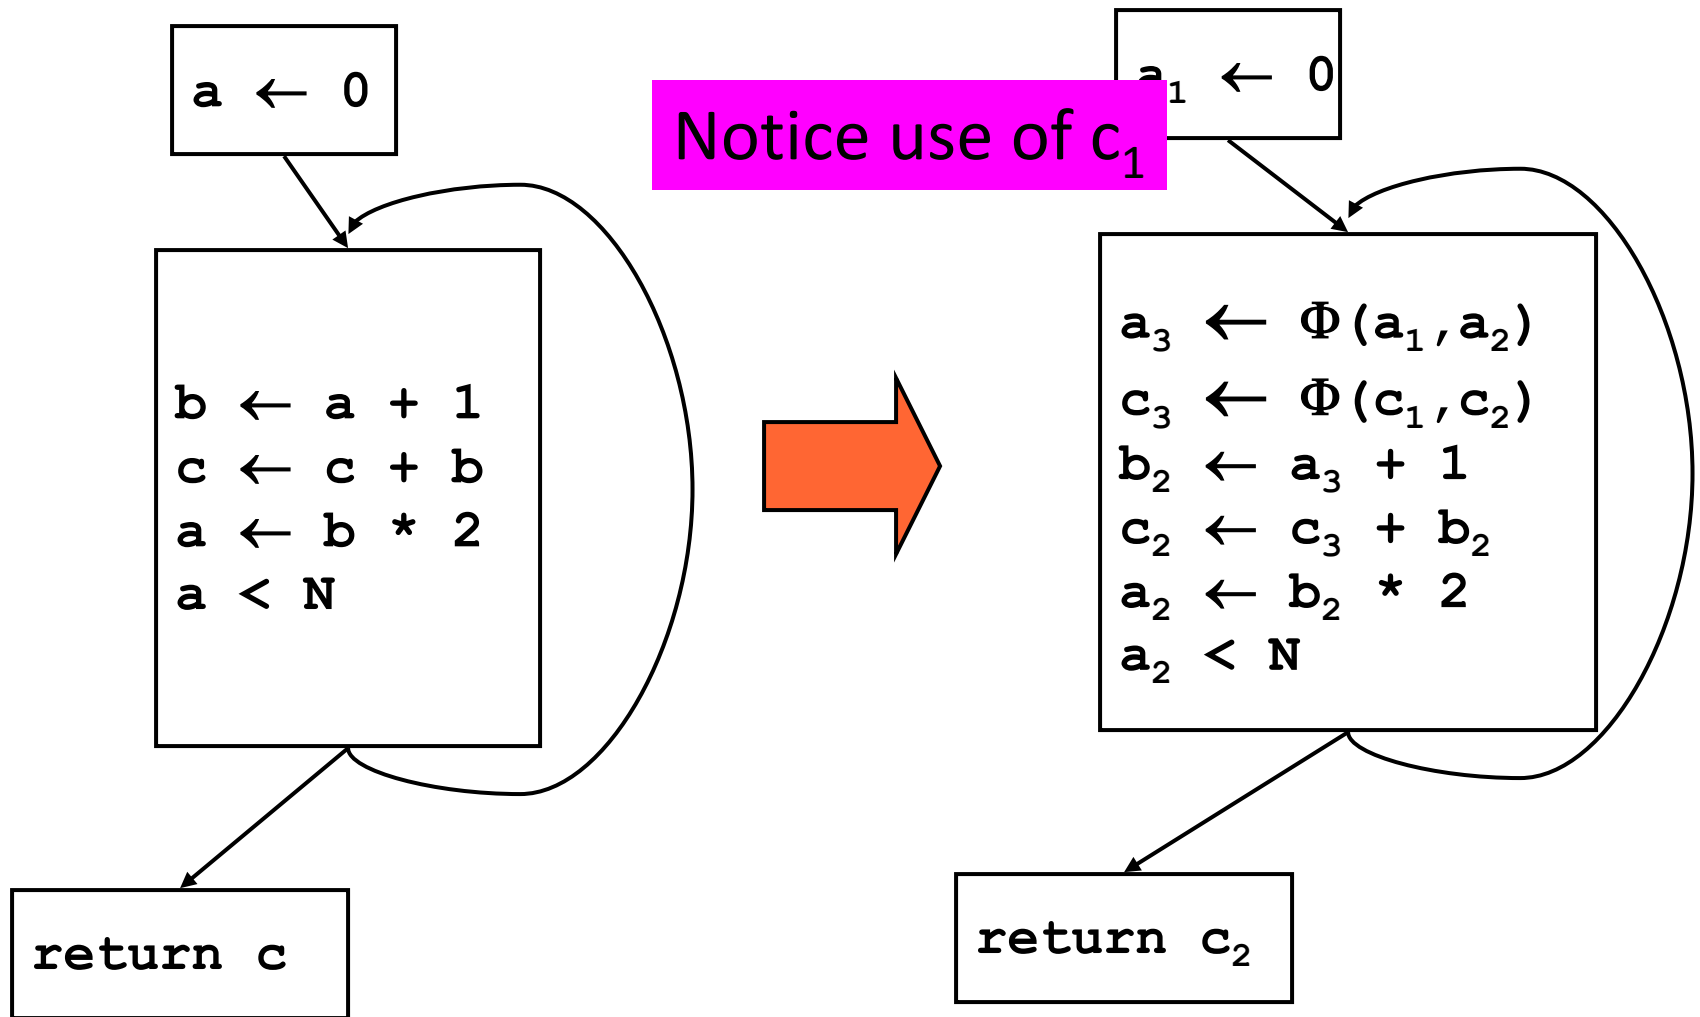 a ← 0
b ← a + 1
c ← c + b
a ← b * 2
a < N
return c
Notice use of c₁
a₁ ← 0
a₃ ← Φ(a₁,a₂)
c₃ ← Φ(c₁,c₂)
b₂ ← a₃ + 1
c₂ ← c₃ + b₂
a₂ ← b₂ * 2
a₂ < N
return c₂